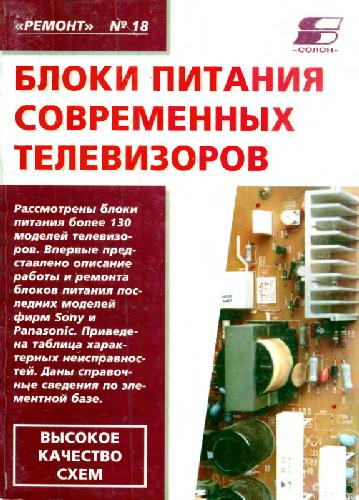 «РЕМОНТ» № 18
-СОЛОН-
БЛОКИ ПИТАНИЯ
СОВРЕМЕННЫХ
ТЕЛЕВИЗОРОВ
Рассмотрены блоки
питания более 130
моделей телевизо-
ров. Впервые пред-
ставлено описание
работы и ремонта
блоков питания пос-
ледних моделей
фирм Sony и
Panasonic. Приведе-
на таблица харак-
терных неисправнос-
тей. Даны справоч-
ные сведения по эле-
ментной базе.
ВЫСОКОЕ
КАЧЕСТВО
СХЕМ